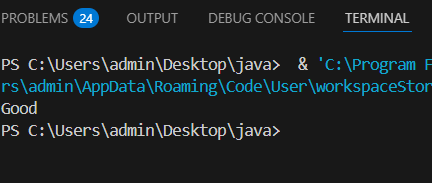 PROBLEMS 24 OUTPUT DEBUG CONSOLE TERMINAL
PS C:\Users\admin\Desktop\java>  & 'C:\Program F
rs\admin\AppData\Roaming\Code\User\workspaceStor
Good
PS C:\Users\admin\Desktop\java>